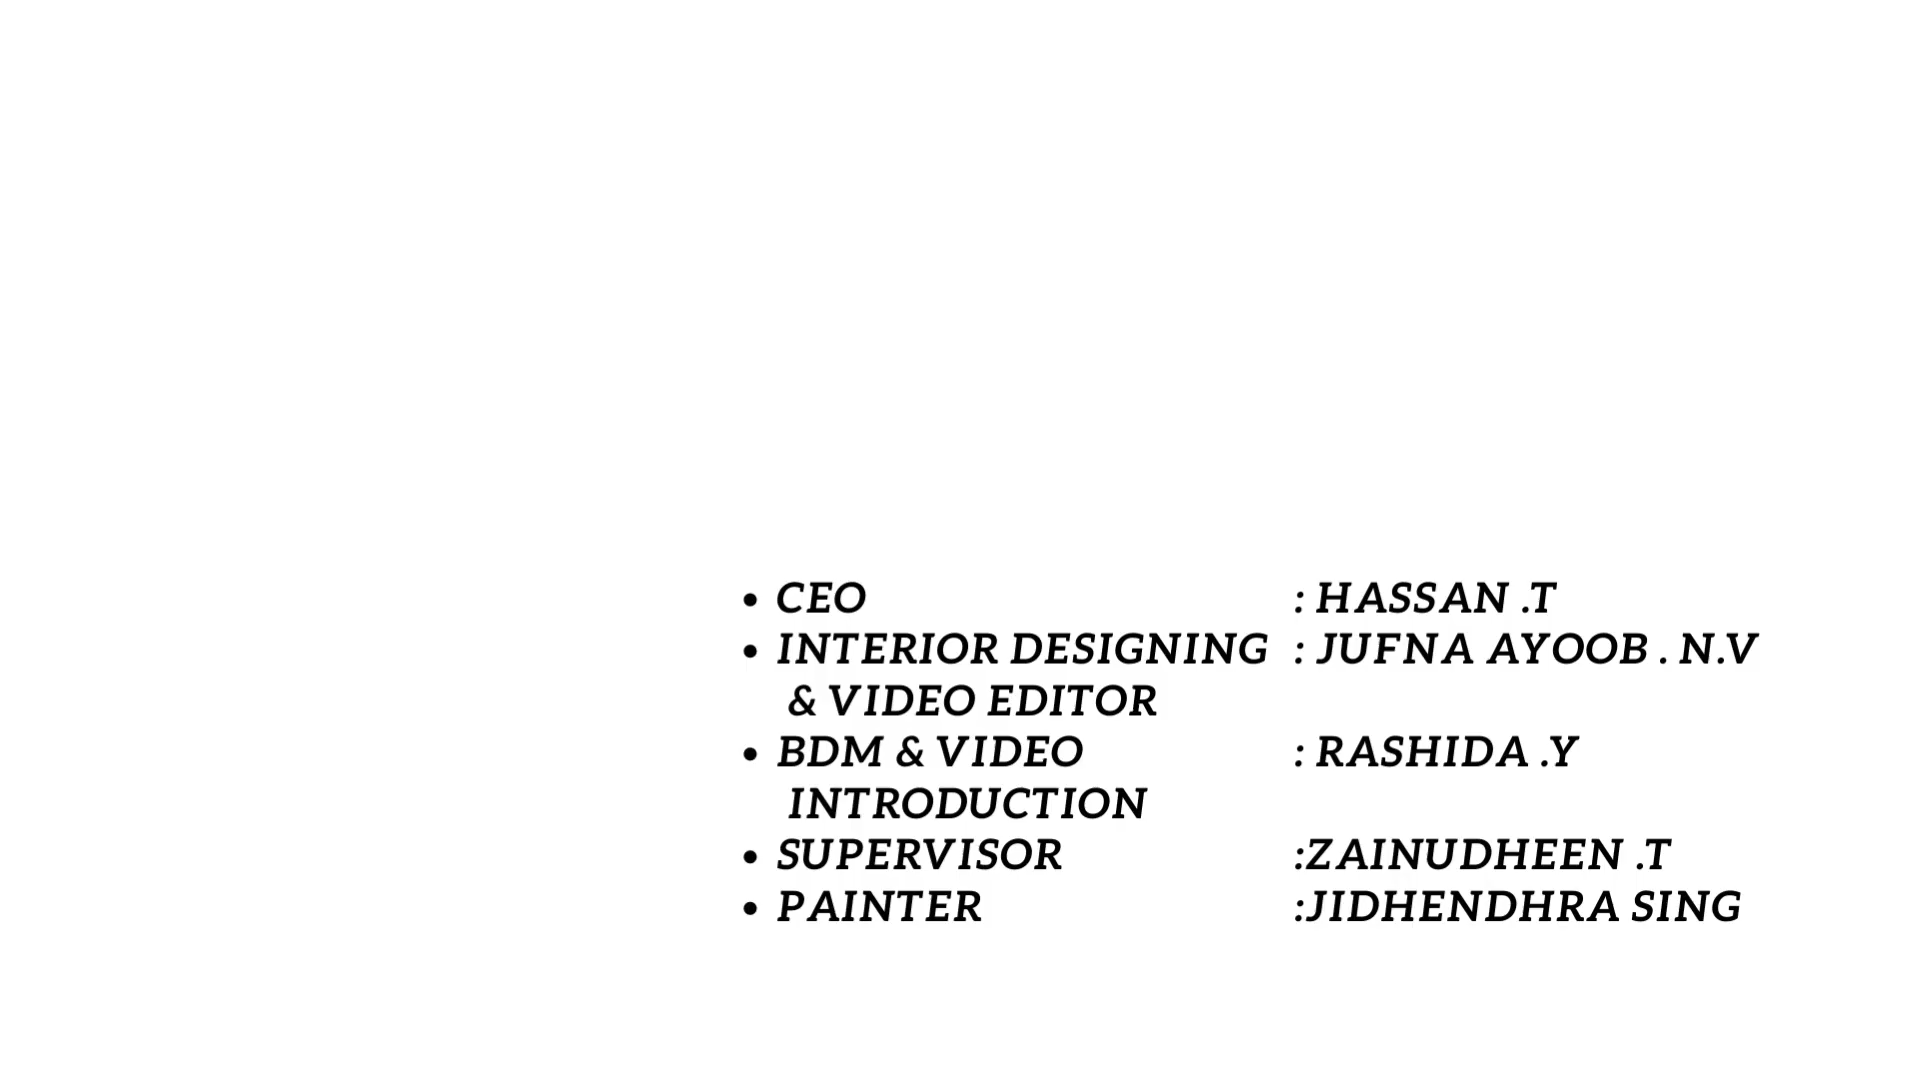 • CEO : HASSAN .T
• INTERIOR DESIGNING : JUFNA AYOOB . N.V
& VIDEO EDITOR
• BDM & VIDEO : RASHIDA .Y
INTRODUCTION
• SUPERVISOR :ZAINUDHEEN .T
• PAINTER :JIDHENDHRA SING